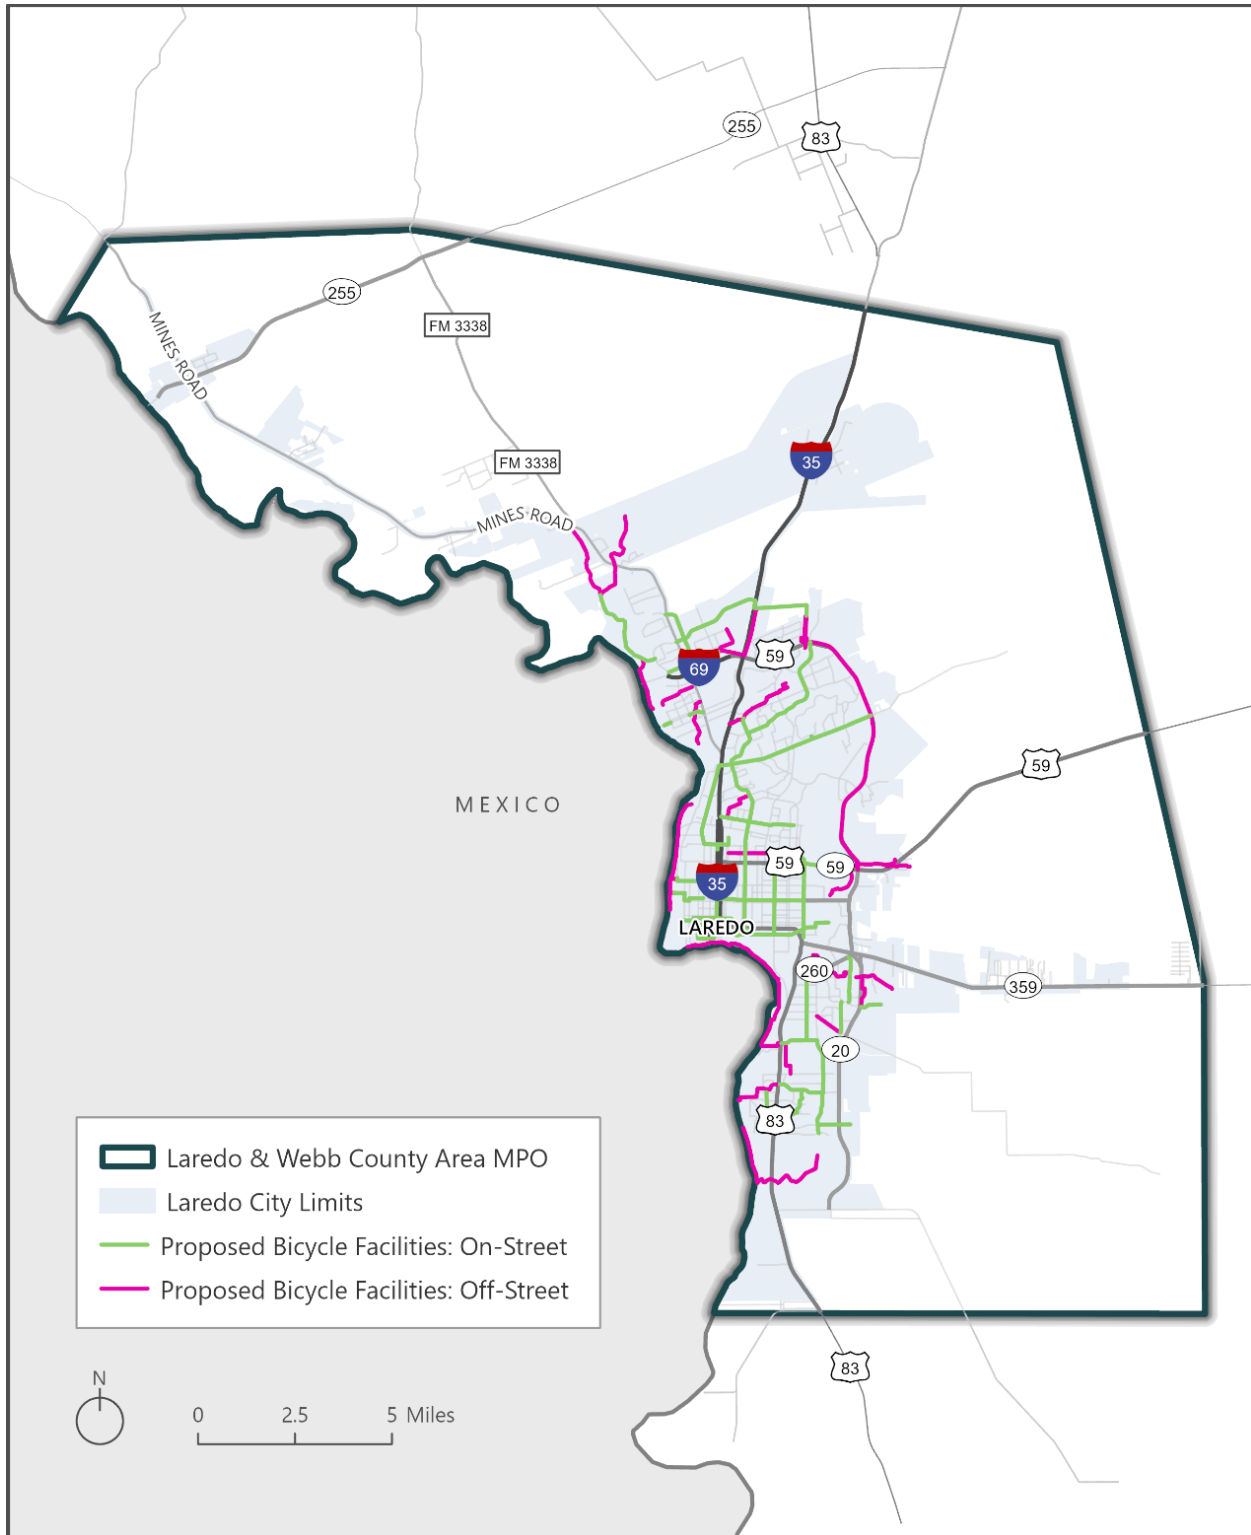 255
83
255
MINES ROAD
FM 3338
FM 3338
35
MINES ROAD
69
59
59
MEXICO
59
59
35
LAREDO
260
359
20
83
Laredo & Webb County Area MPO
Laredo City Limits
Proposed Bicycle Facilities: On-Street
Proposed Bicycle Facilities: Off-Street
83
N
0 2.5 5 Miles